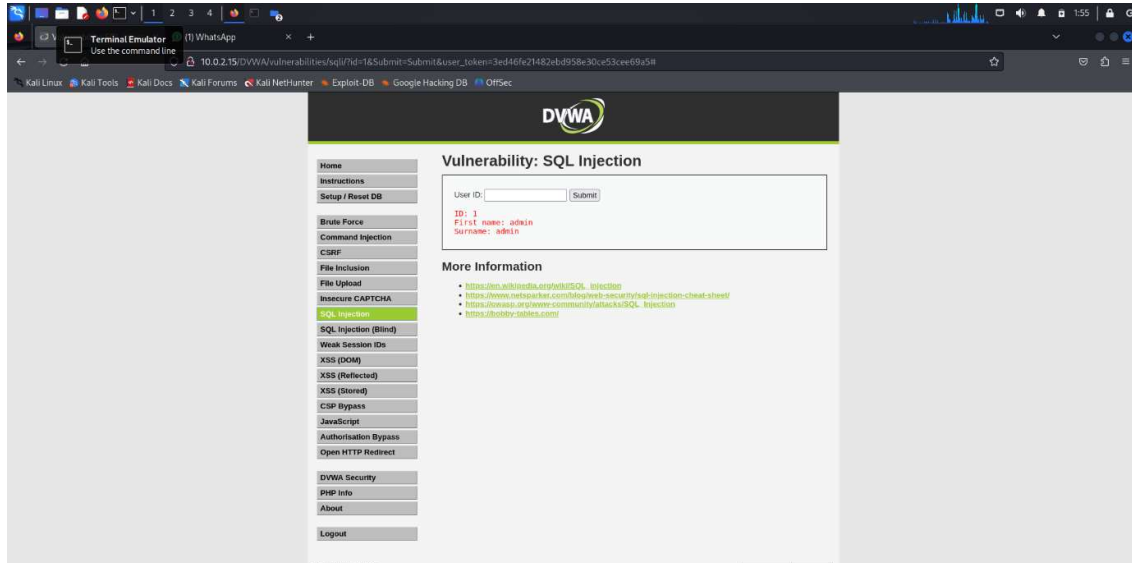 1 2 3 4 2 1:55 G
V (1) WhatsApp × +
Terminal Emulator
Use the command line
10.0.2.15/DVWA/vulnerabilities/sqli/?id=1&Submit=Submit&user_token=3ed46fe21482ebd958e30ce53cee69a5#
Kali Linux Kali Tools Kali Docs Kali Forums Kali NetHunter Exploit-DB Google Hacking DB OffSec
DVWA
Home
Instructions
Setup / Reset DB
Brute Force
Command Injection
CSRF
File Inclusion
File Upload
Insecure CAPTCHA
SQL Injection
SQL Injection (Blind)
Weak Session IDs
XSS (DOM)
XSS (Reflected)
XSS (Stored)
CSP Bypass
JavaScript
Authorisation Bypass
Open HTTP Redirect
DVWA Security
PHP Info
About
Logout
Vulnerability: SQL Injection
User ID: Submit
ID: 1
First name: admin
Surname: admin
More Information
https://en.wikipedia.org/wiki/SQL_injection
https://www.netsparker.com/blog/web-security/sql-injection-cheat-sheet/
https://owasp.org/www-community/attacks/SQL_Injection
https://bobby-tables.com/